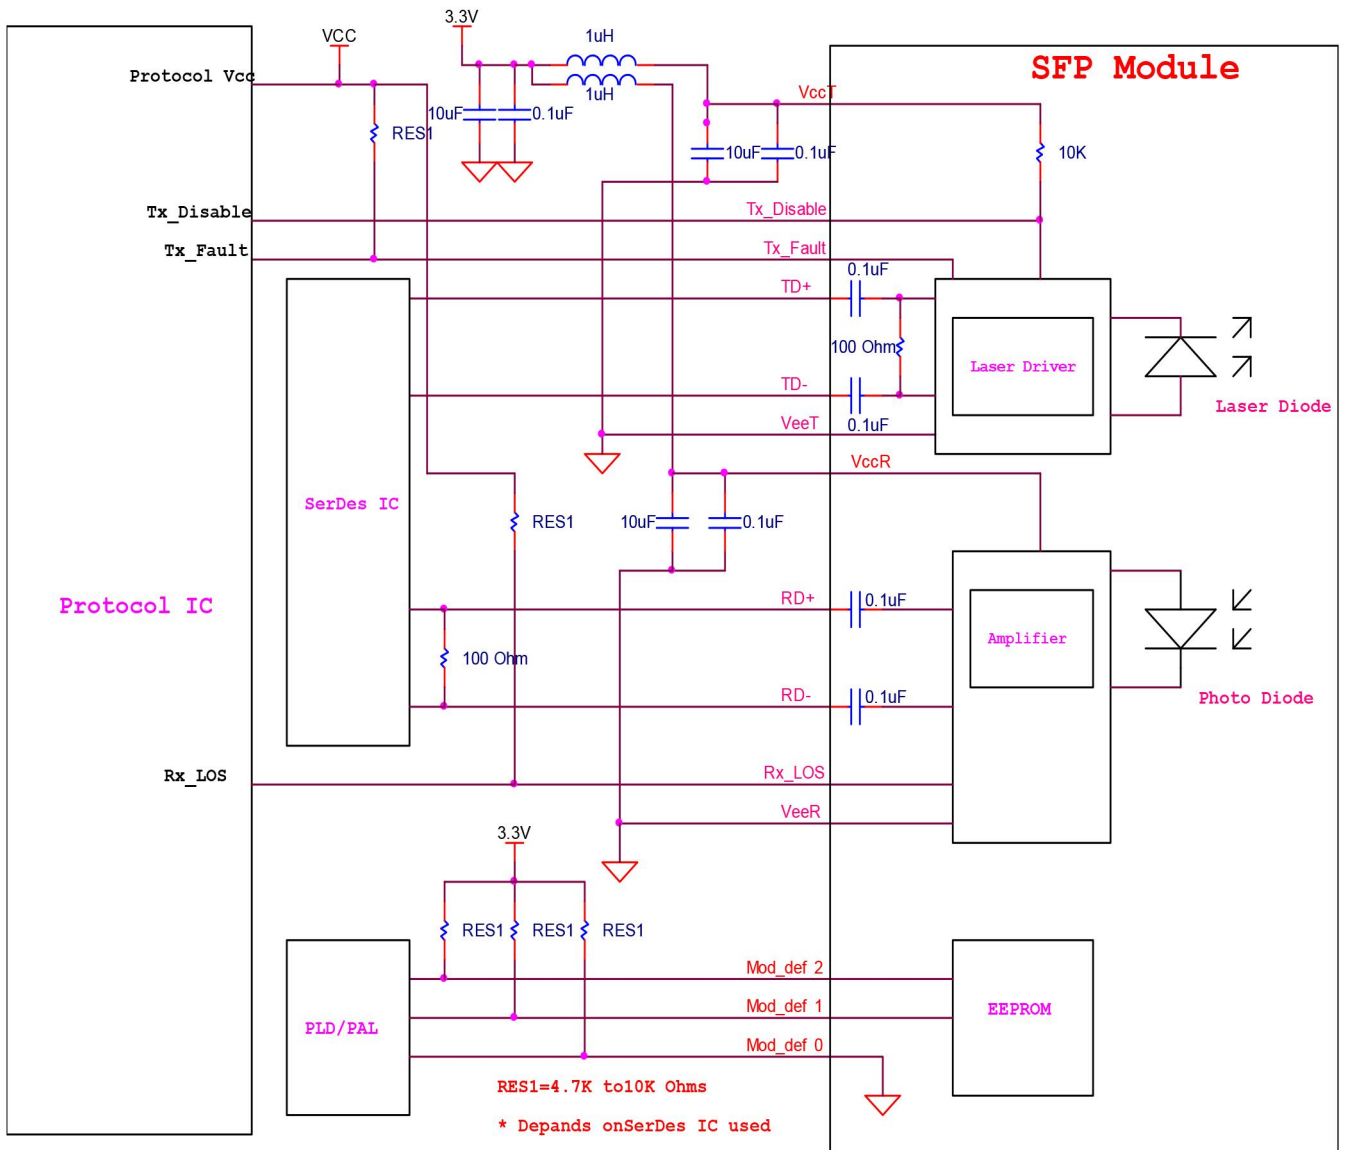 3.3V
VCC
1uH
SFP Module
Protocol Vcc
1uH
VccT
10uF
0.1uF
RES1
10uF
0.1uF
10K
Tx_Disable
Tx_Disable
Tx_Fault
Tx_Fault
0.1uF
TD+
100 Ohm
Laser Driver
TD-
Laser Diode
VeeT
0.1uF
VccR
SerDes IC
RES1
10uF
0.1uF
Protocol IC
RD+
0.1uF
Amplifier
100 Ohm
RD-
0.1uF
Photo Diode
Rx_LOS
Rx_LOS
VeeR
3.3V
RES1
RES1
RES1
Mod_def 2
Mod_def 1
EEPROM
PLD/PAL
Mod_def 0
RES1=4.7K to10K Ohms
* Depands onSerDes IC used